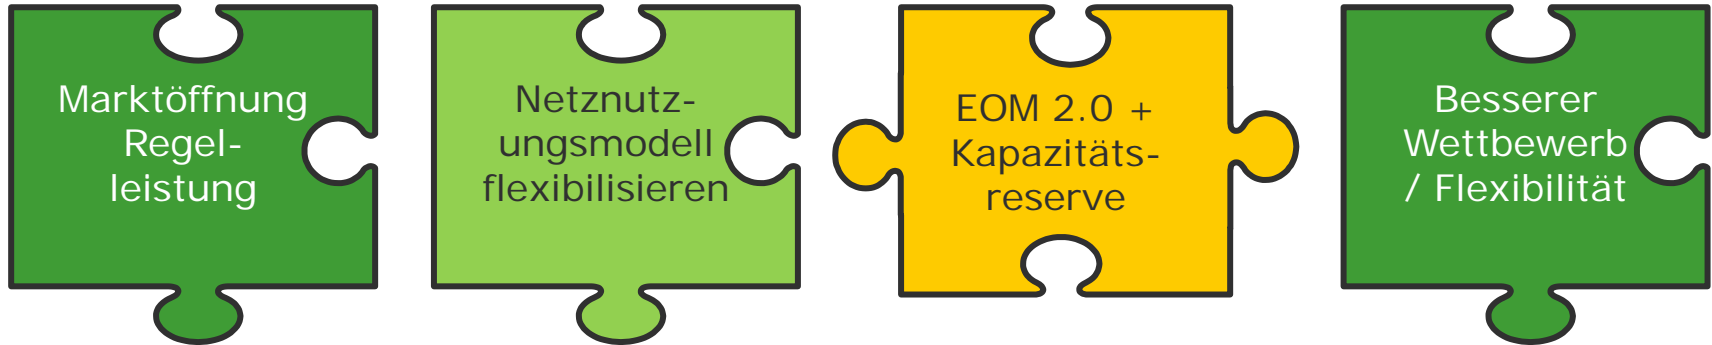 Marktöffnung
Regel-
leistung
Netznutz-
ungsmodell
flexibilisieren
EOM 2.0 +
Kapazitäts-
reserve
Besserer
Wettbewerb
/ Flexibilität